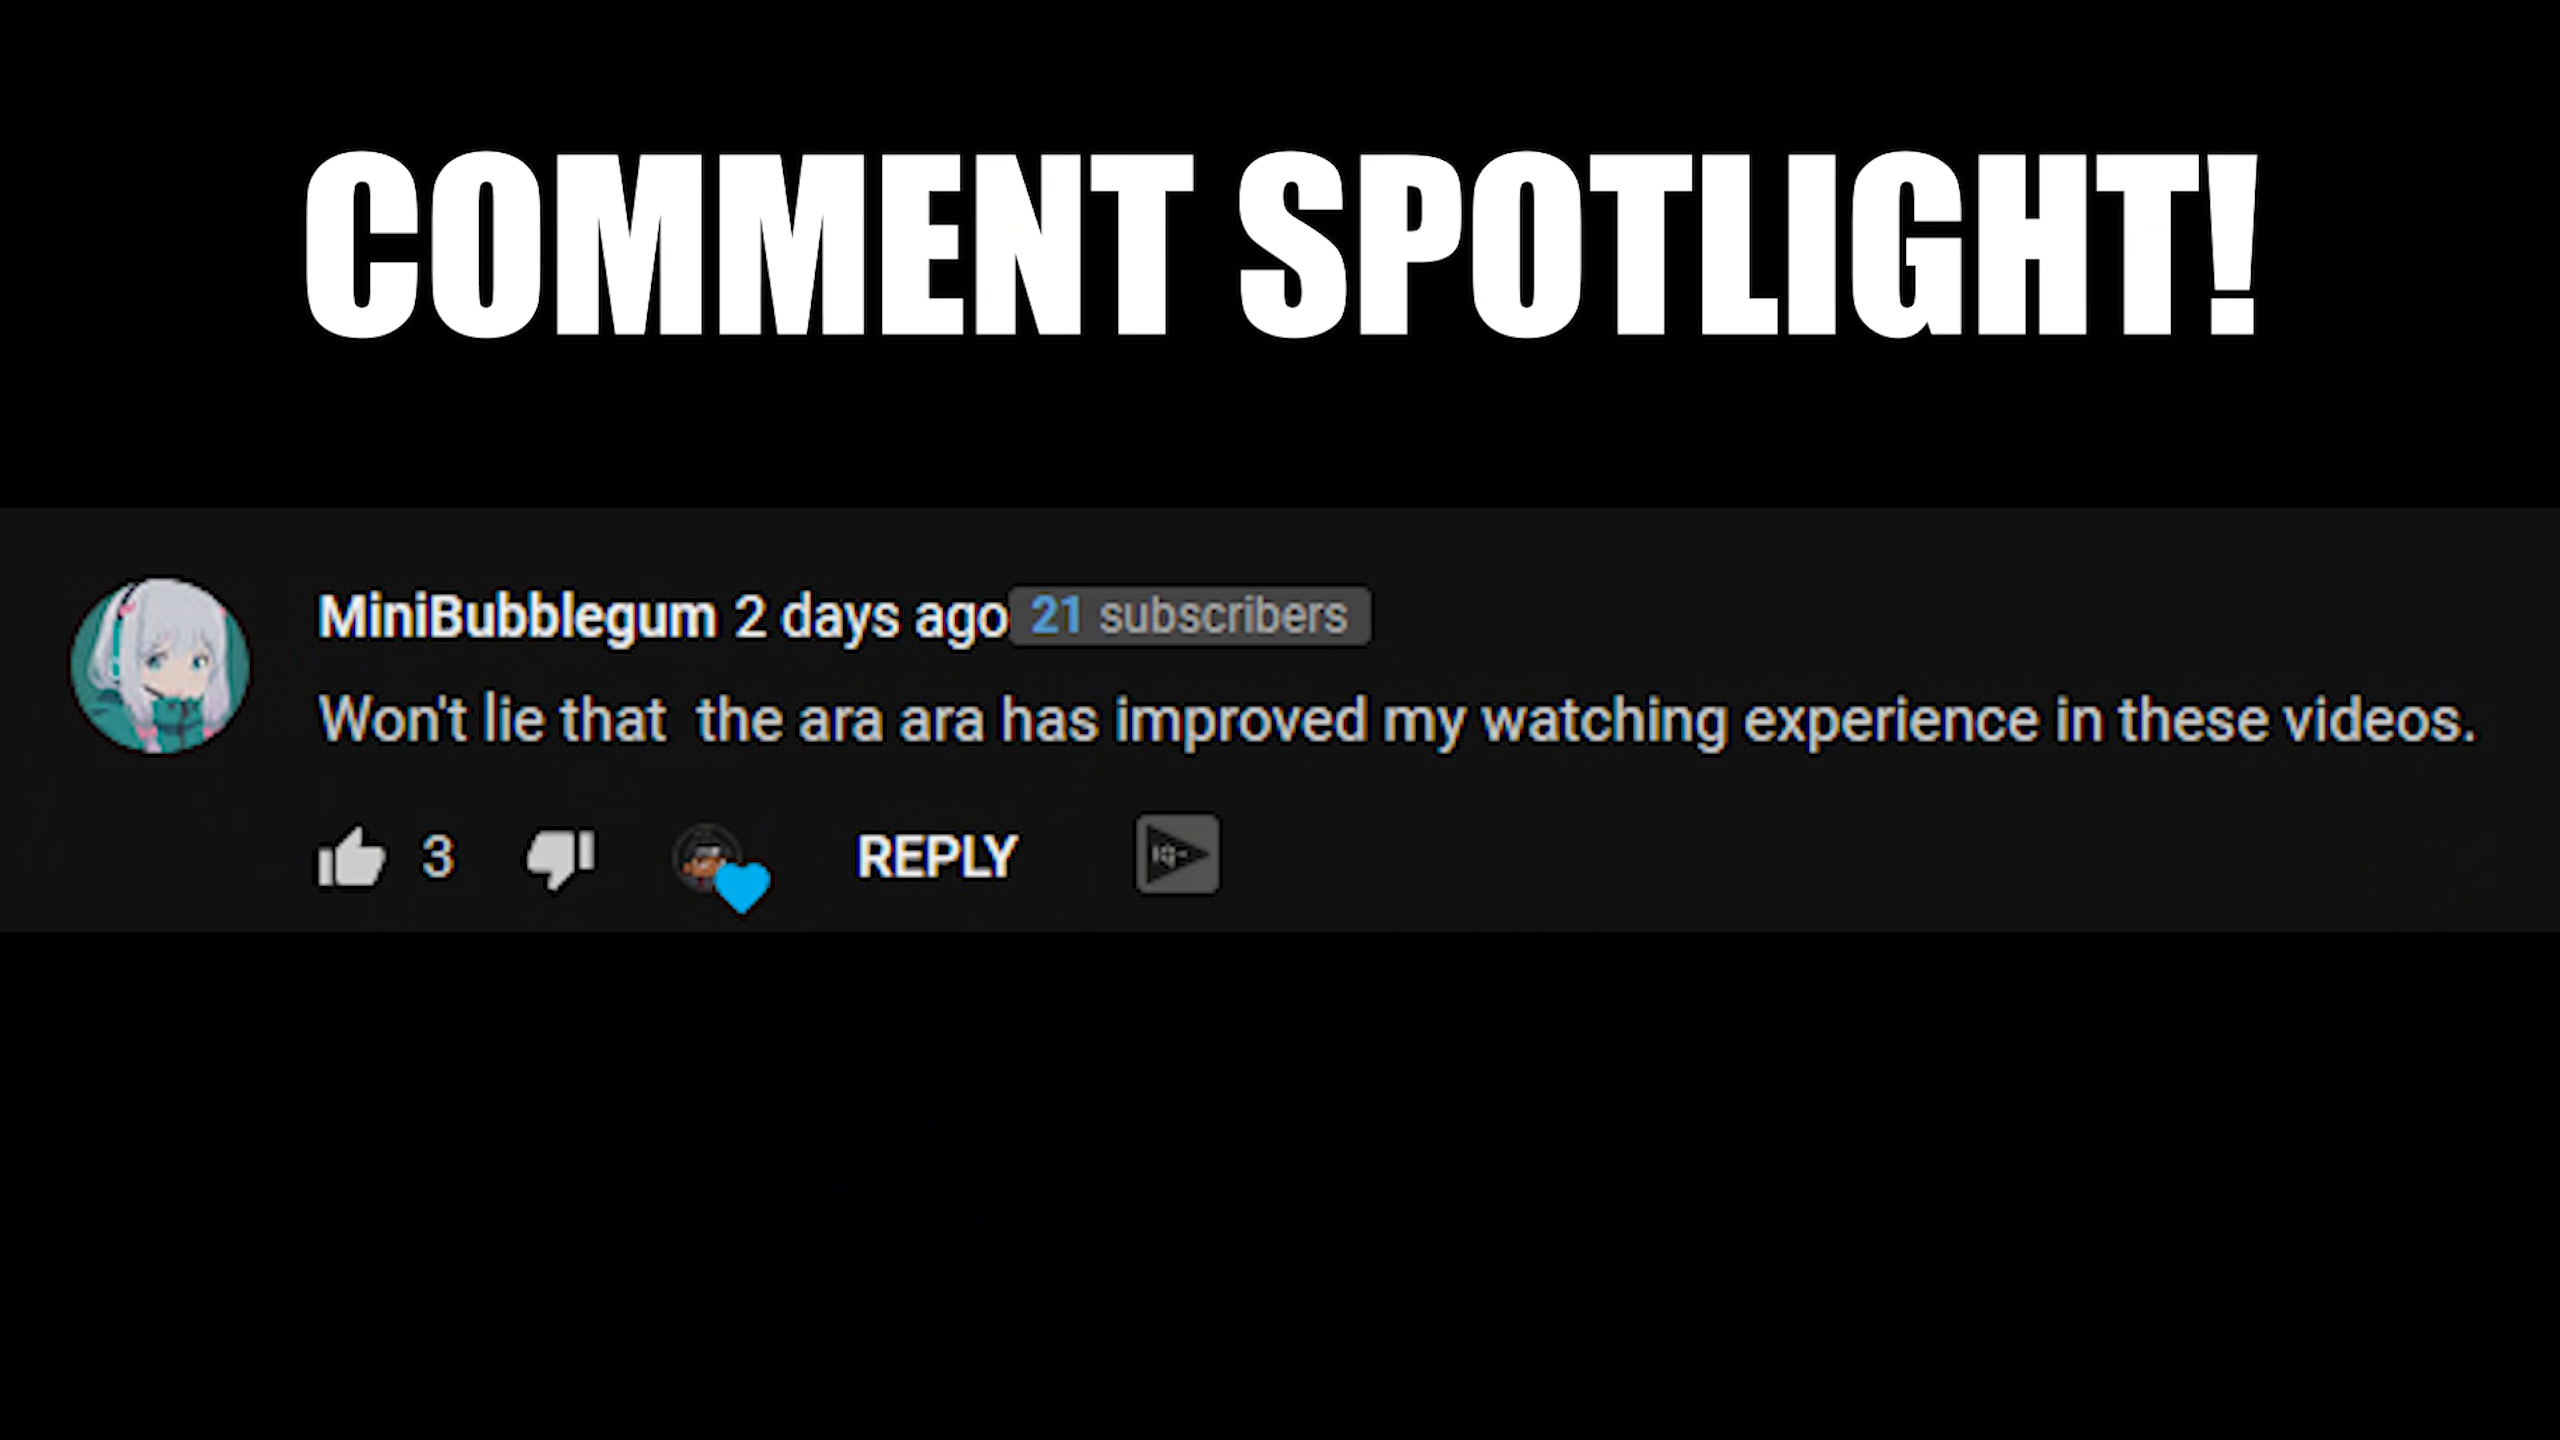 COMMENT SPOTLIGHT!
MiniBubblegum 2 days ago 21 subscribers
Won't lie that  the ara ara has improved my watching experience in these videos.
3 REPLY